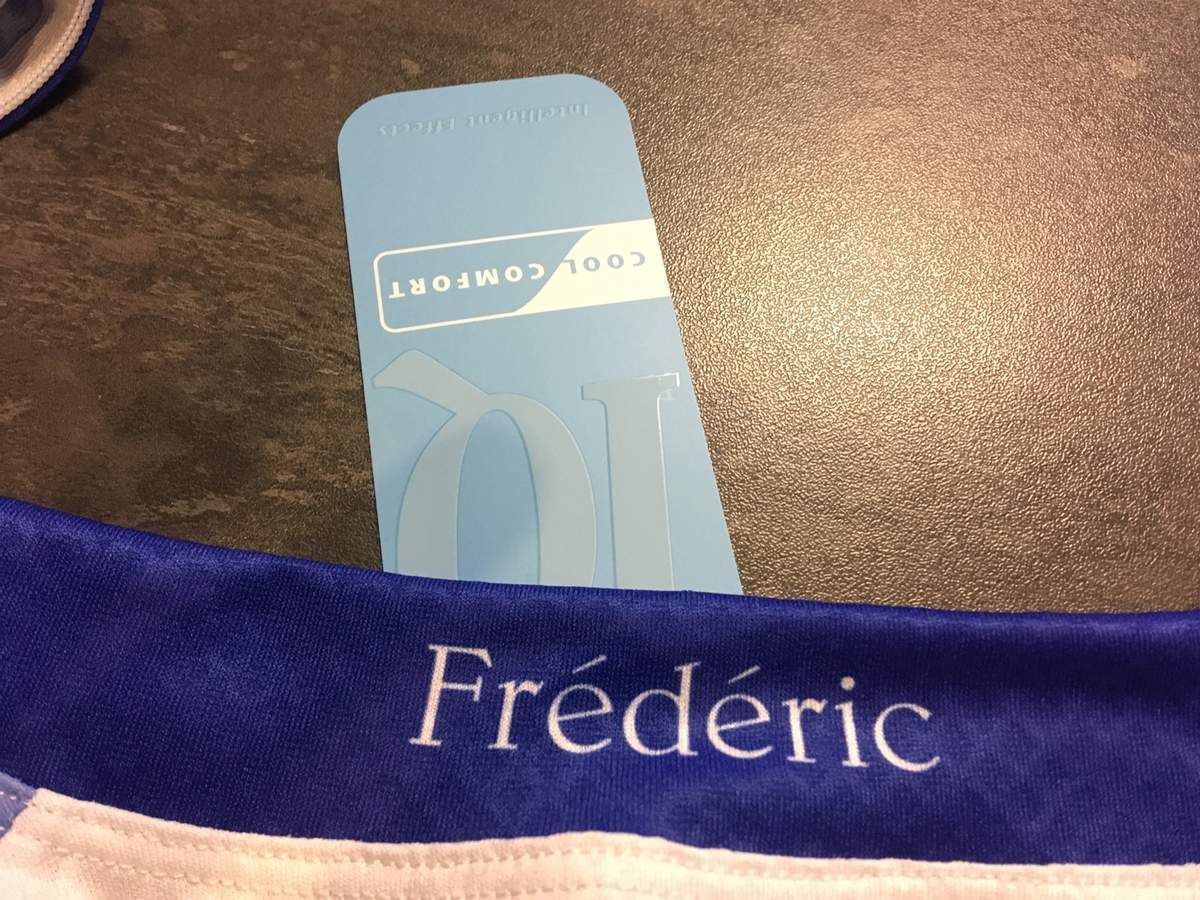 Intelligent Effects
COOL COMFORT
IQ
Frédéric